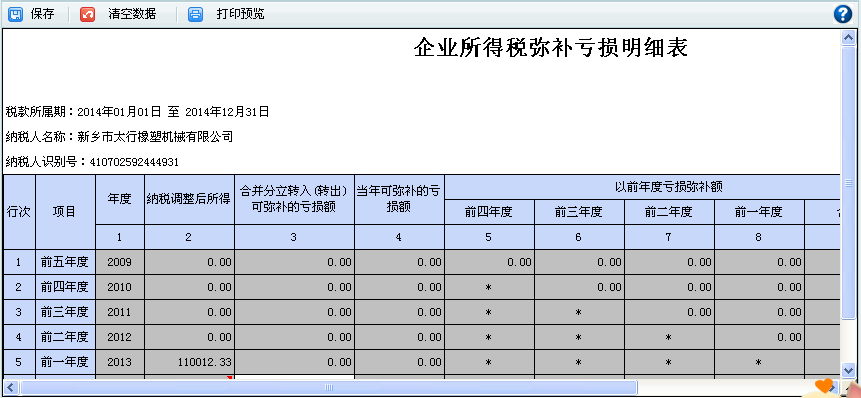 保存 清空数据 打印预览
企业所得税弥补亏损明细表
税款所属期：2014年01月01日 至 2014年12月31日
纳税人名称：新乡市太行橡塑机械有限公司
纳税人识别号：410702592444931
行次 项目 年度 纳税调整后所得 合并分立转入(转出)可弥补的亏损额 当年可弥补的亏损额 以前年度亏损弥补额
前四年度 前三年度 前二年度 前一年度
1 2 3 4 5 6 7 8
1 前五年度 2009 0.00 0.00 0.00 0.00 0.00 0.00 0.00
2 前四年度 2010 0.00 0.00 0.00 * 0.00 0.00 0.00
3 前三年度 2011 0.00 0.00 0.00 * * 0.00 0.00
4 前二年度 2012 0.00 0.00 0.00 * * * 0.00
5 前一年度 2013 110012.33 0.00 0.00 * * * *